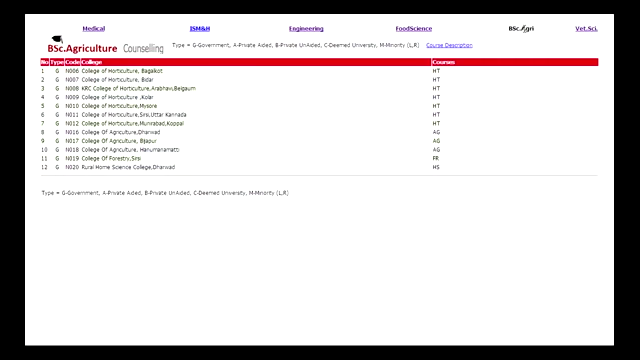 Medical ISM&H Engineering FoodScience BSc.Agri Vet.Sci.
BSc.Agriculture Counselling Type = G-Government, A-Private Aided, B-Private UnAided, C-Deemed University, M-Minority (L,R) Course Description
No Type Code College Courses
1 G N006 College of Horticulture, Bagalkot HT
2 G N007 College of Horticulture, Bidar HT
3 G N008 KRC College of Horticulture,Arabhavi,Belgaum HT
4 G N009 College of Horticulture ,Kolar HT
5 G N010 College of Horticulture,Mysore HT
6 G N011 College of Horticulture,Sirsi,Uttar Kannada HT
7 G N012 College of Horticulture,Munirabad,Koppal HT
8 G N016 College Of Agriculture,Dharwad AG
9 G N017 College Of Agriculture, Bijapur AG
10 G N018 College Of Agriculture, Hanumanamatti AG
11 G N019 College Of Forestry,Sirsi FR
12 G N020 Rural Home Science College,Dharwad HS
Type = G-Government, A-Private Aided, B-Private UnAided, C-Deemed University, M-Minority (L,R)